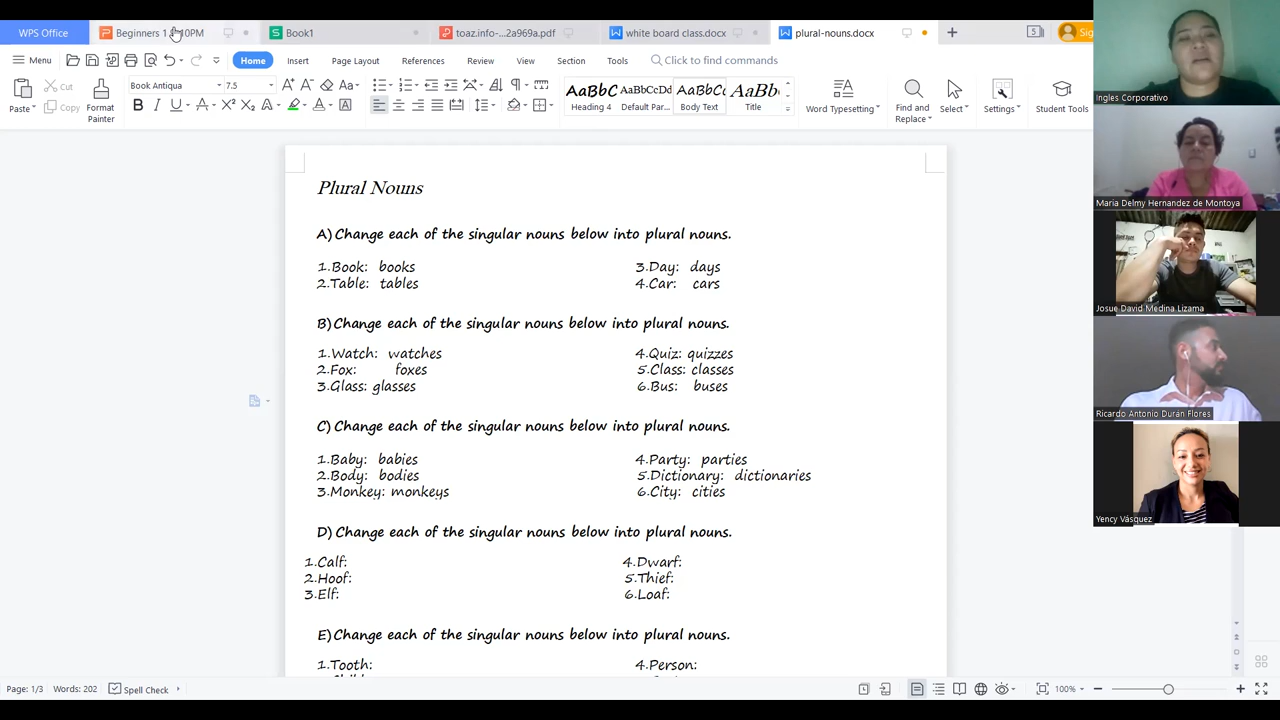 WPS Office
Beginners 1
10PM
Book1
toaz.info-...2a969a.pdf
white board class.docx
plural-nouns.docx
Menu
Home
Insert
Page Layout
References
Review
View
Section
Tools
Click to find commands
Paste
Cut
Copy
Format
Painter
Book Antiqua
7.5
AaBbC
Heading 4
AaBbCcDd
Default Par...
AaBbCc
Body Text
AaBb
Title
Word Typesetting
Find and
Replace
Select
Settings
Student Tools
Plural Nouns
A) Change each of the singular nouns below into plural nouns.
1.Book: books
3.Day: days
2.Table: tables
4.Car: cars
B) Change each of the singular nouns below into plural nouns.
1.Watch: watches
4.Quiz: quizzes
2.Fox: foxes
5.Class: classes
3.Glass: glasses
6.Bus: buses
C) Change each of the singular nouns below into plural nouns.
1.Baby: babies
4.Party: parties
2.Body: bodies
5.Dictionary: dictionaries
3.Monkey: monkeys
6.City: cities
D) Change each of the singular nouns below into plural nouns.
1.Calf:
4.Dwarf:
2.Hoof:
5.Thief:
3.Elf:
6.Loaf:
E) Change each of the singular nouns below into plural nouns.
1.Tooth:
4.Person:
Page: 1/3
Words: 202
Spell Check
100%
Ingles Corporativo
Maria Delmy Hernandez de Montoya
Josue David Medina Lizama
Ricardo Antonio Durán Flores
Yency Vásquez